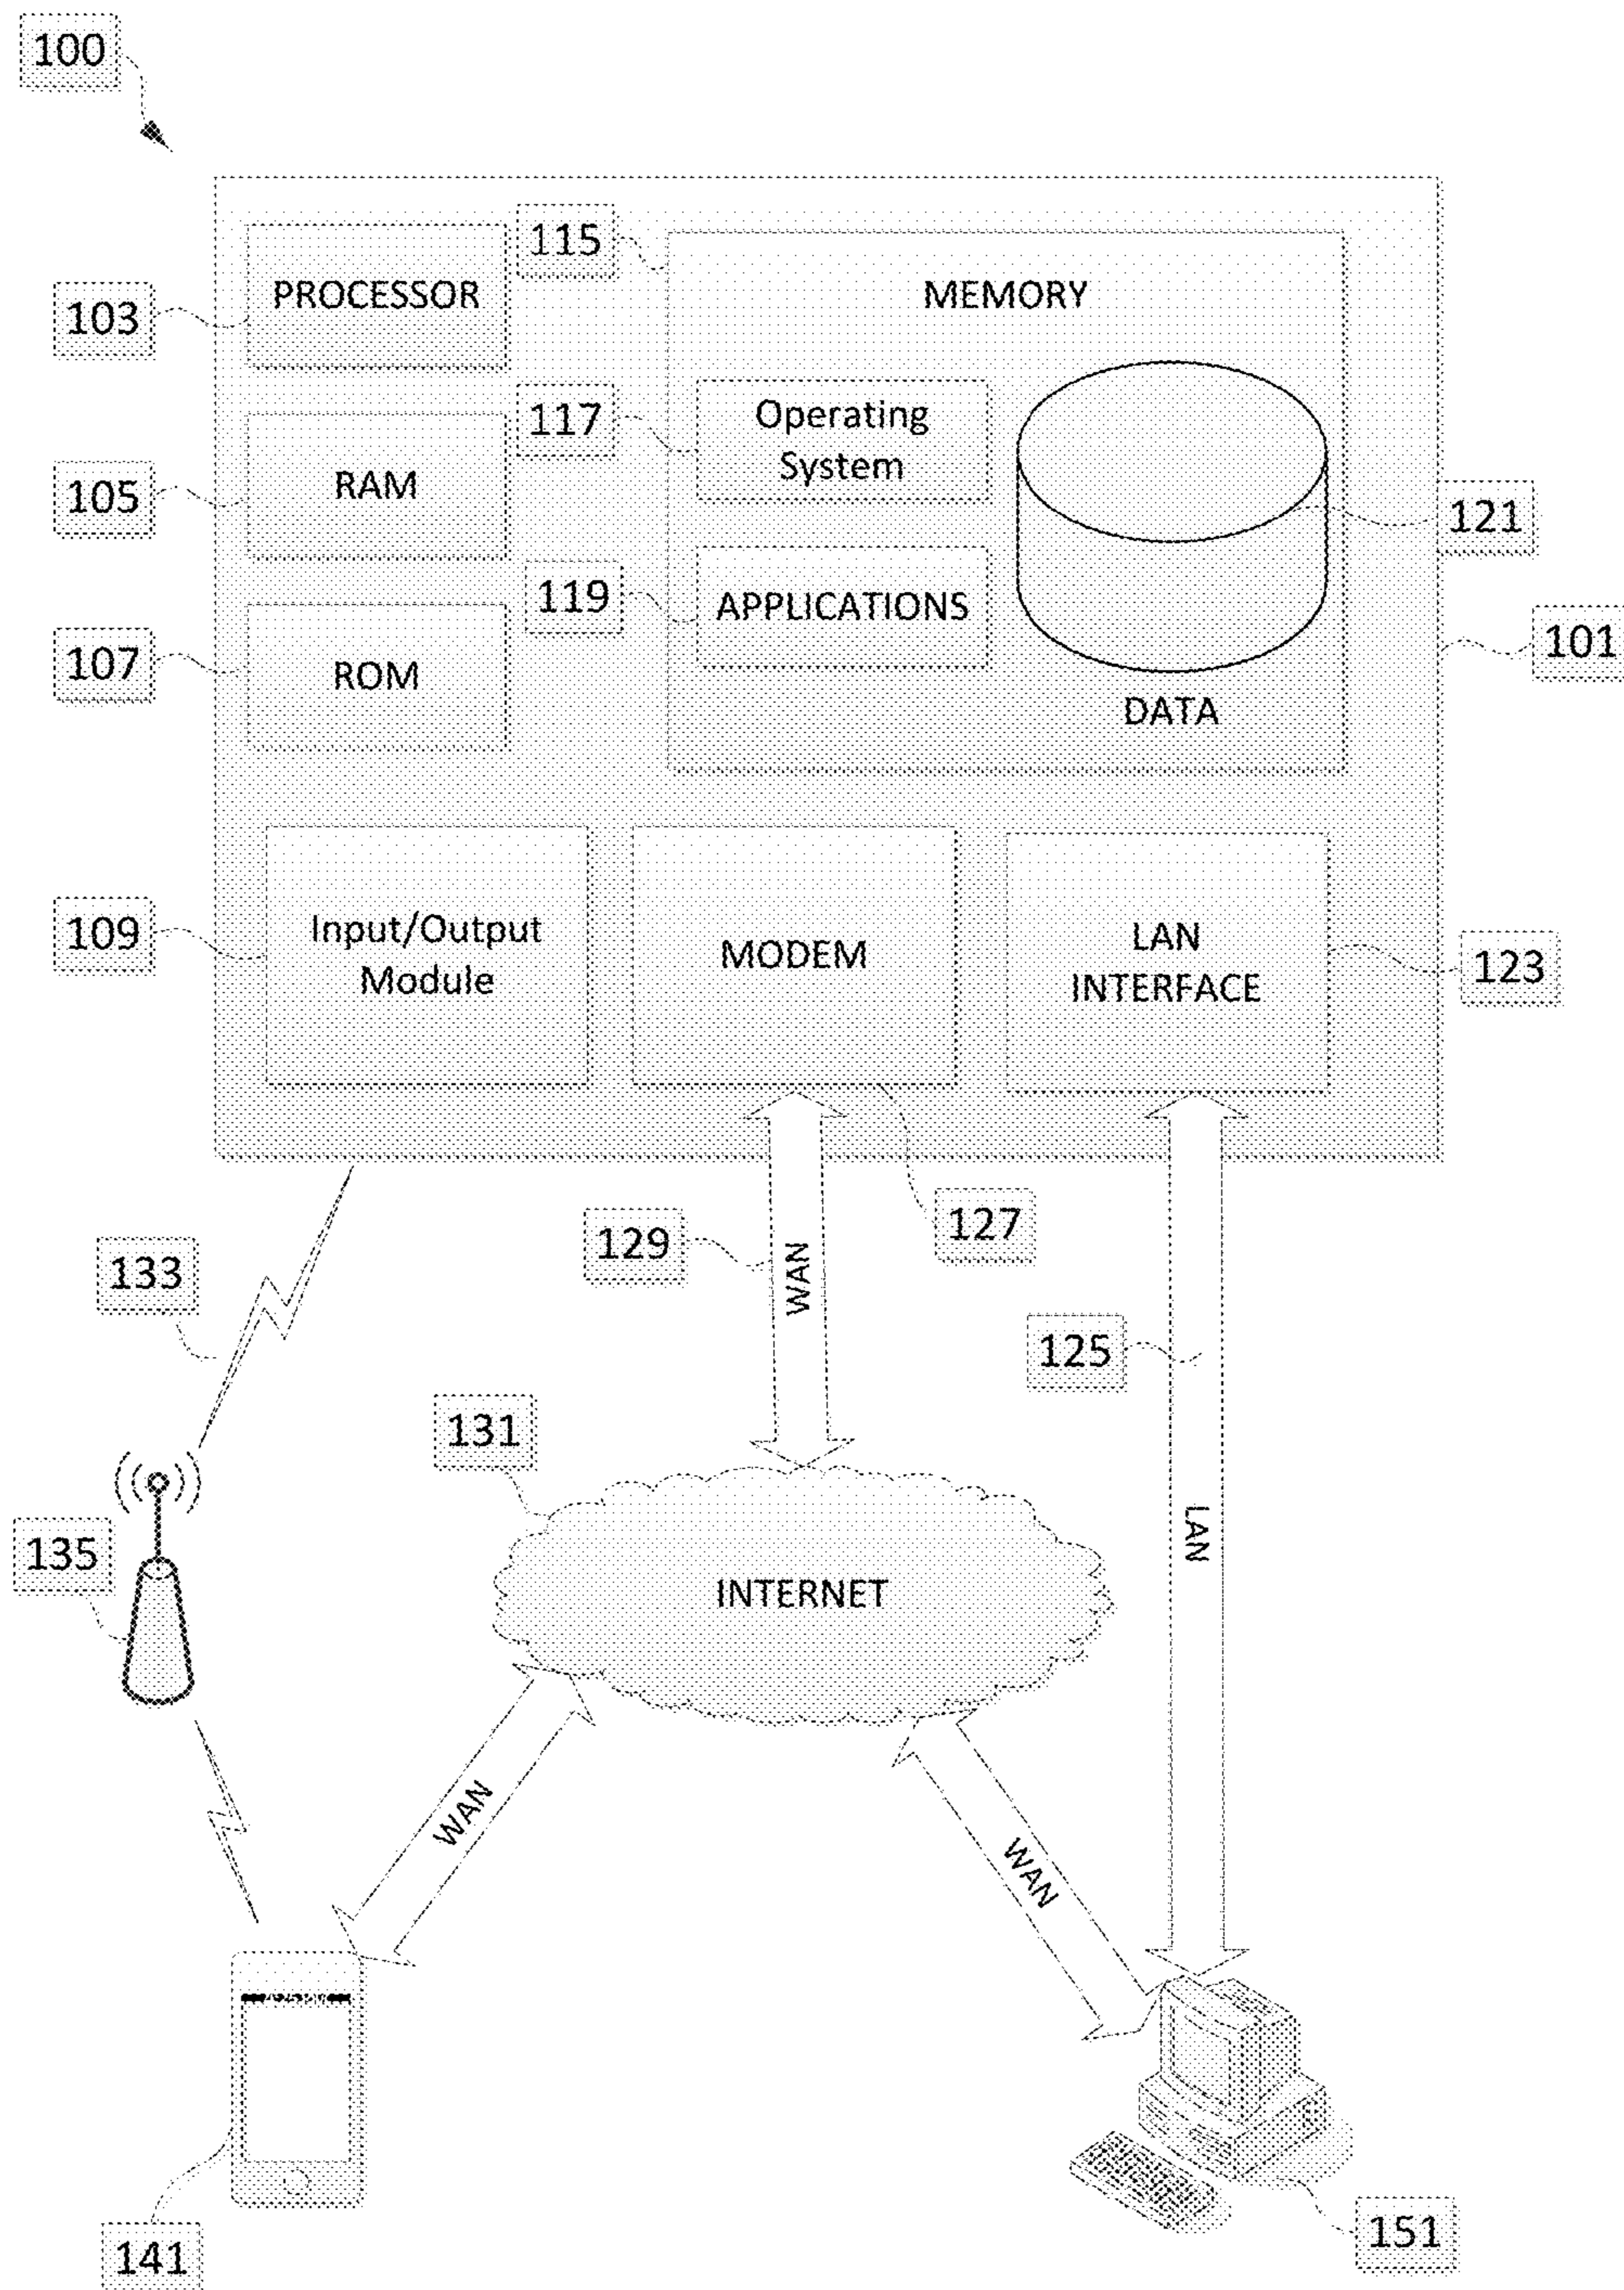 100
115
PROCESSOR
MEMORY
103
117
Operating
System
RAM
105
121
119
APPLICATIONS
101
107
ROM
DATA
109
Input/Output
Module
MODEM
LAN
INTERFACE
123
129
WAN
127
133
125
131
LAN
135
INTERNET
WAN
WAN
141
151